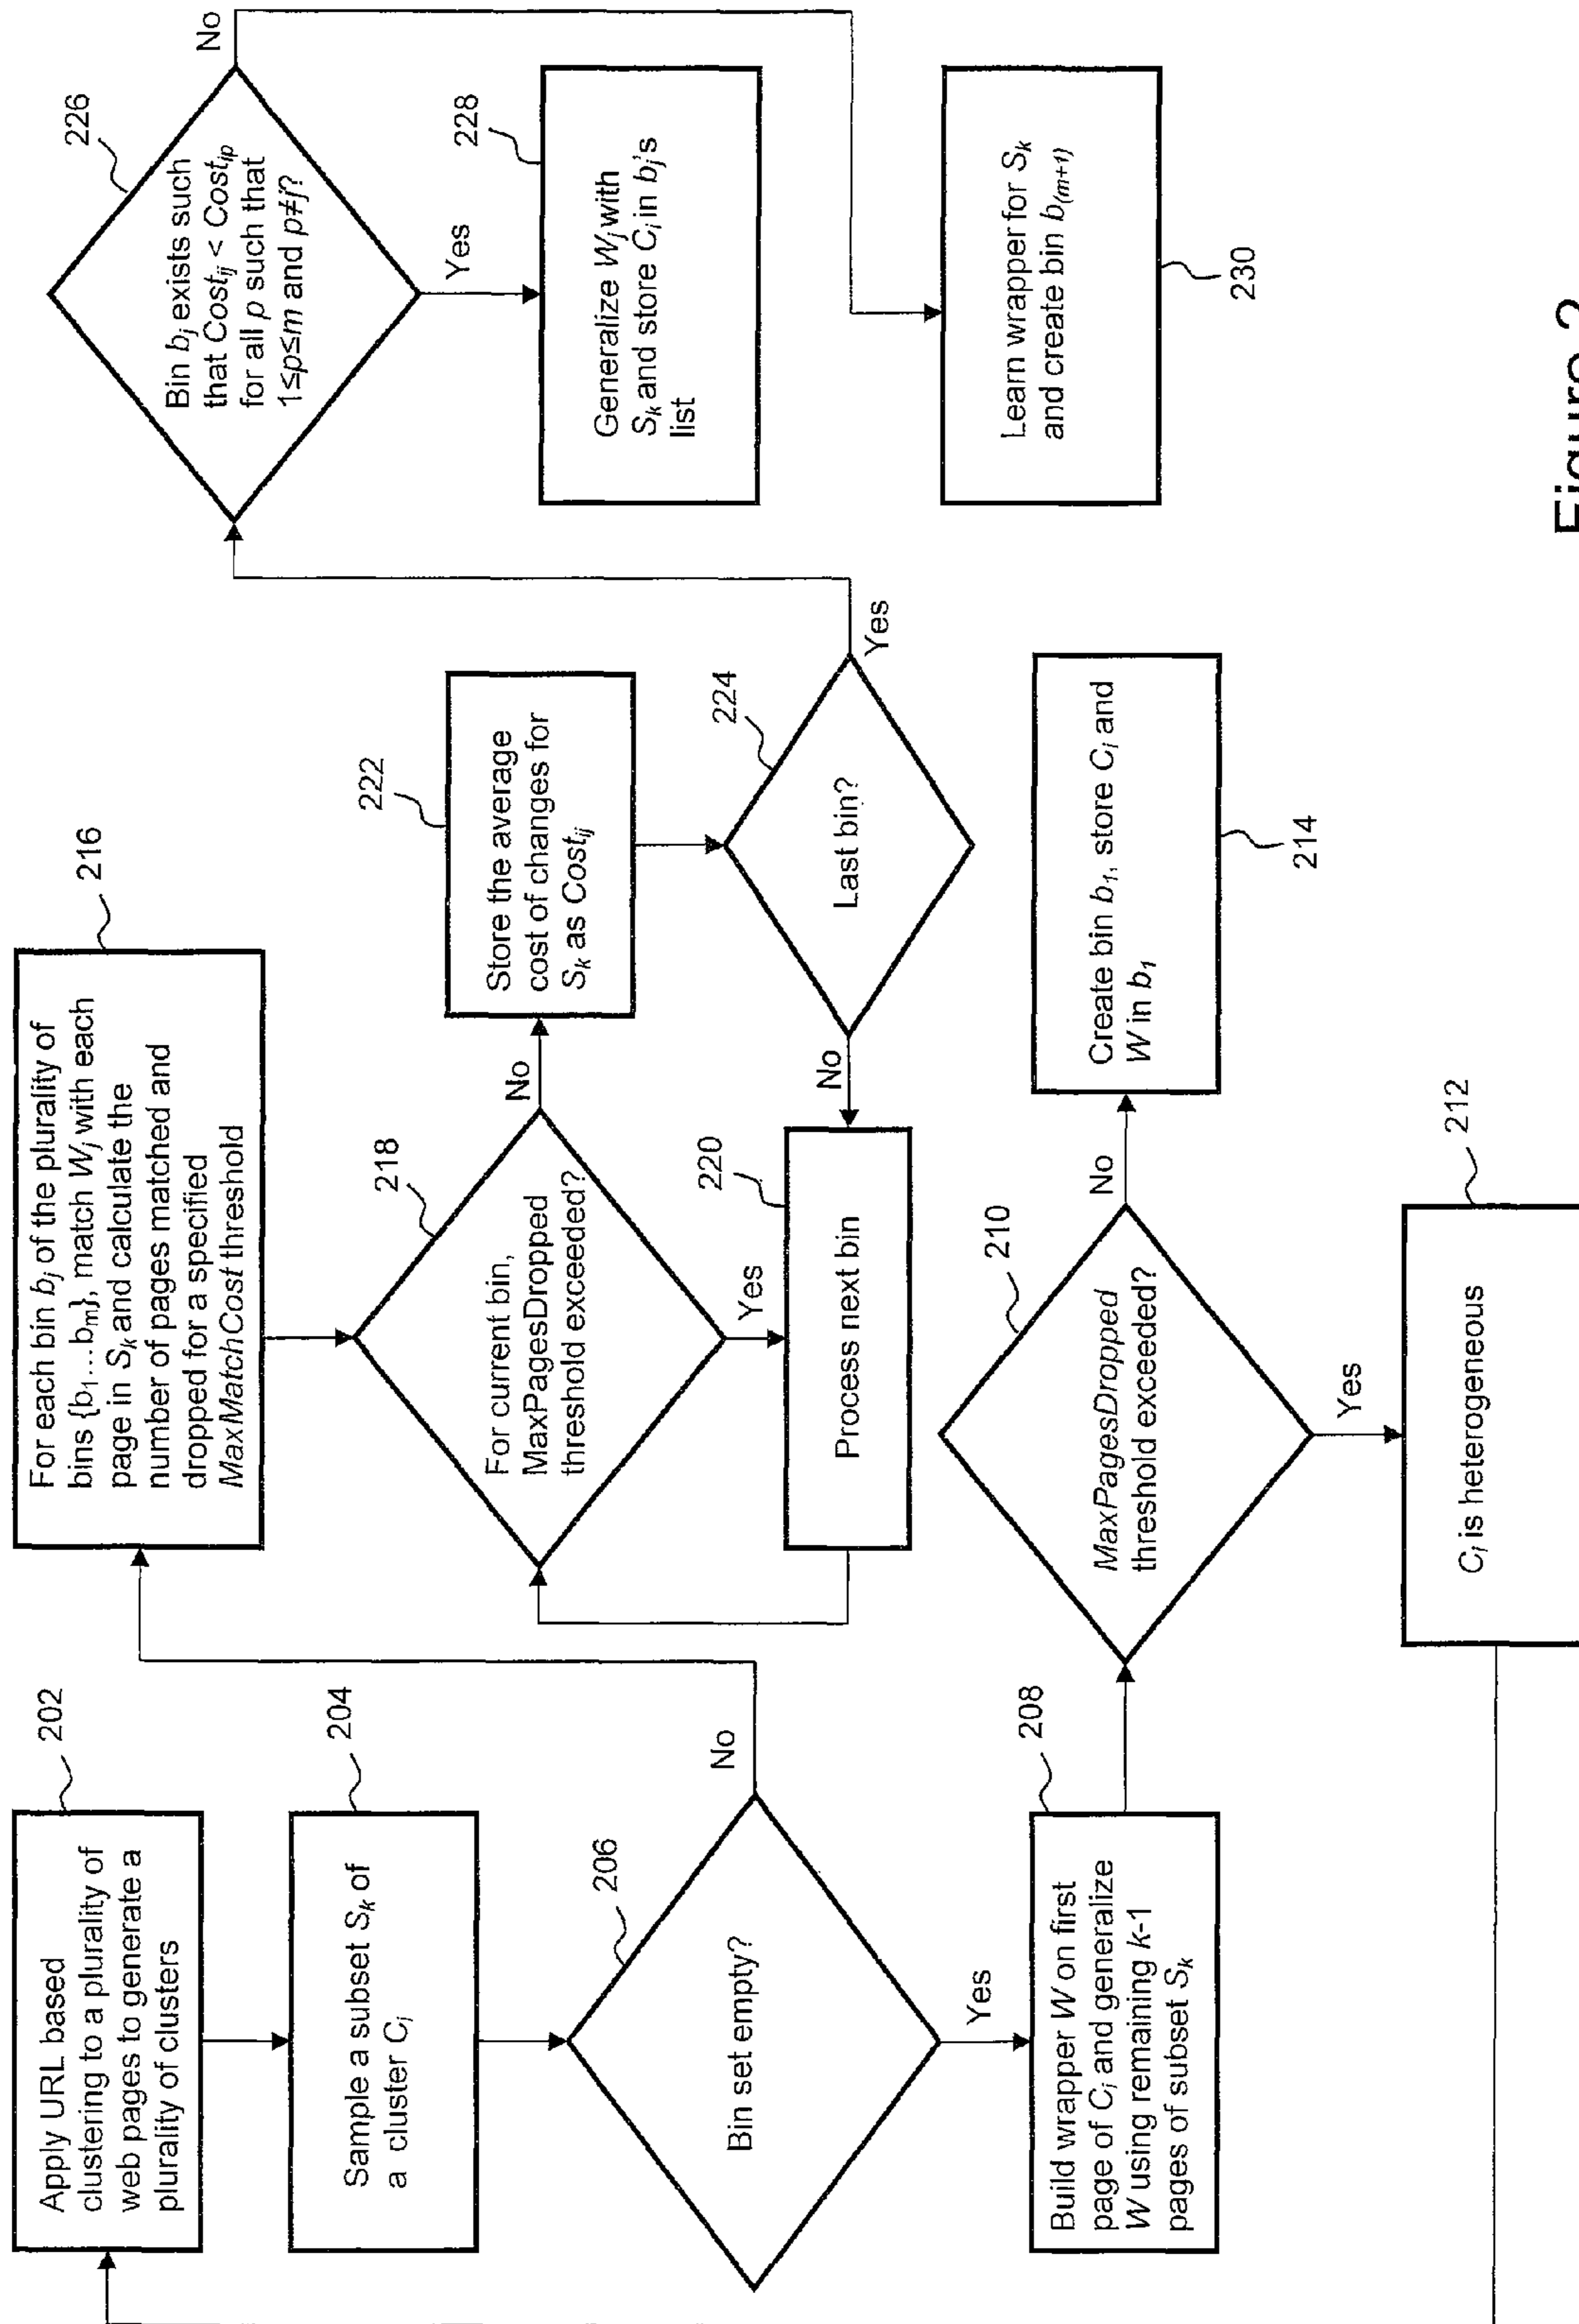 202
Apply URL based
clustering to a plurality of
web pages to generate a
plurality of clusters
204
Sample a subset Sk of
a cluster Ci
206
Bin set empty?
No
Yes
208
Build wrapper W on first
page of Ci and generalize
W using remaining k-1
pages of subset Sk
210
MaxPagesDropped
threshold exceeded?
No
Yes
212
Ci is heterogeneous
214
Create bin b1, store Ci and
W in b1
216
For each bin bj of the plurality of
bins {b1...bm}, match Wj with each
page in Sk and calculate the
number of pages matched and
dropped for a specified
MaxMatchCost threshold
218
For current bin,
MaxPagesDropped
threshold exceeded?
No
Yes
220
Process next bin
222
Store the average
cost of changes for
Sk as Costij
224
Last bin?
No
Yes
226
Bin bj exists such
that Costij < Costip
for all p such that
1≤p≤m and p≠j?
No
Yes
228
Generalize Wj with
Sk and store Ci in bj's
list
230
Learn wrapper for Sk
and create bin b(m+1)
Figure 2